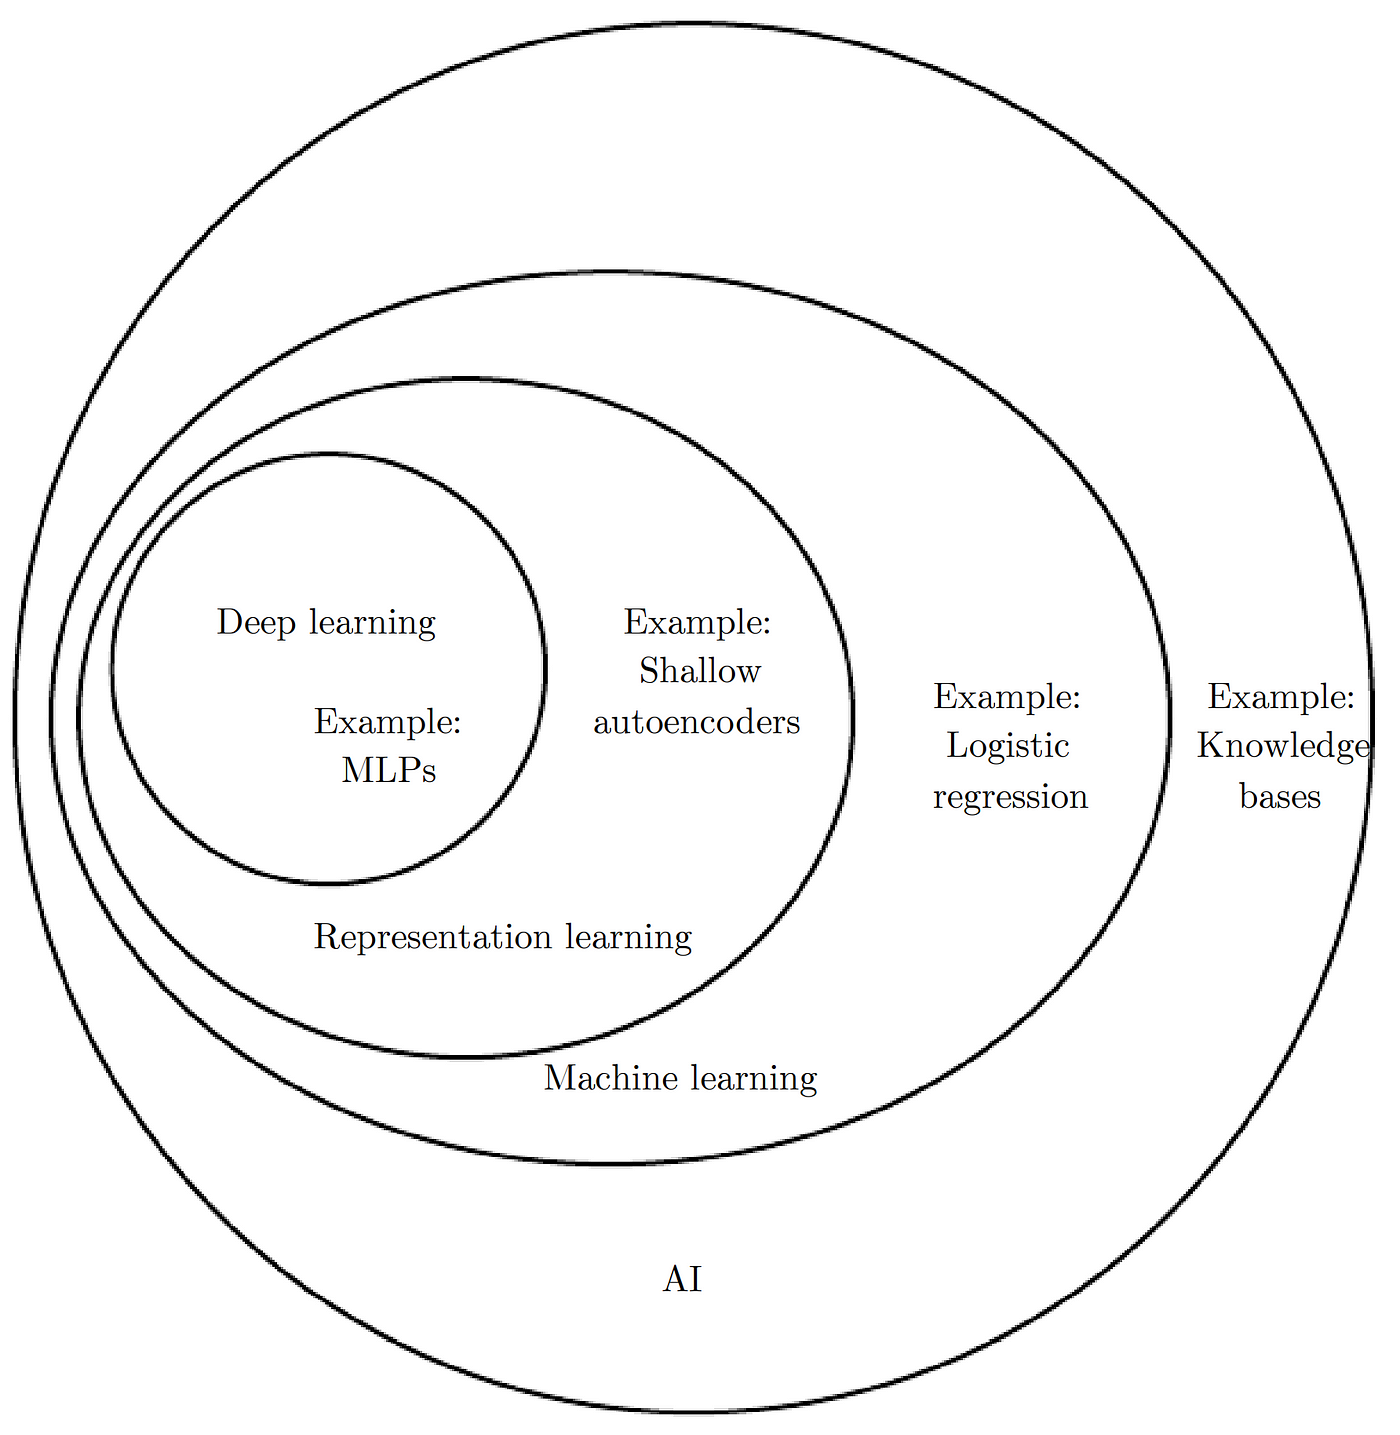 Deep learning
Example:
MLPs
Example:
Shallow
autoencoders
Example:
Logistic
regression
Example:
Knowledge
bases
Representation learning
Machine learning
AI